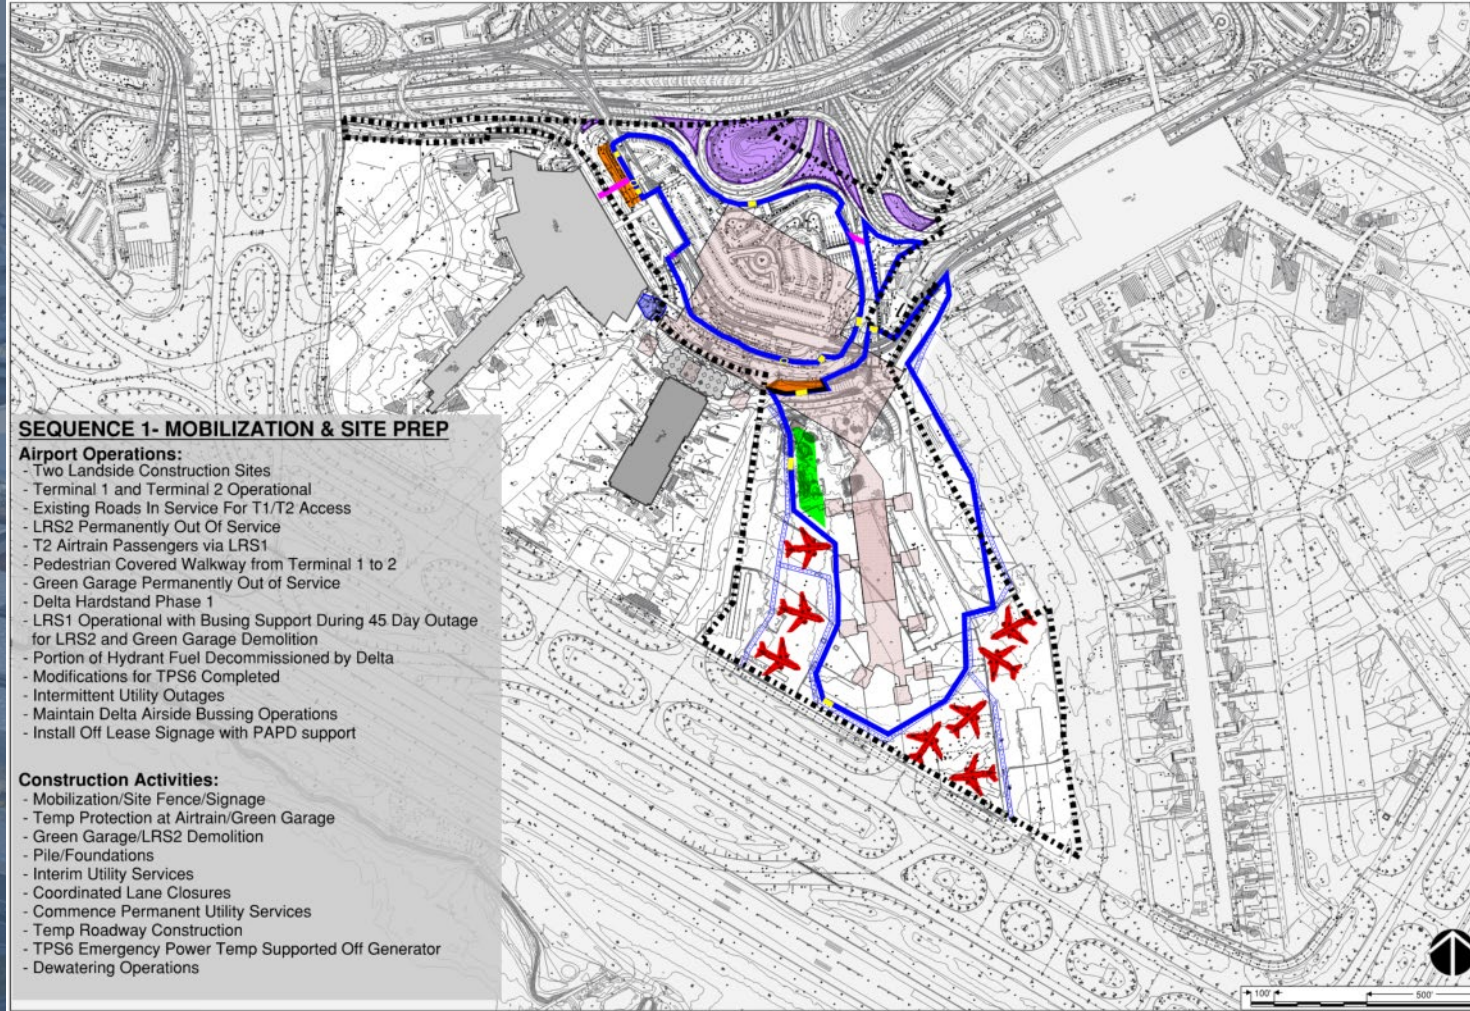 SEQUENCE 1- MOBILIZATION & SITE PREP
Airport Operations:
- Two Landside Construction Sites
- Terminal 1 and Terminal 2 Operational
- Existing Roads In Service For T1/T2 Access
- LRS2 Permanently Out Of Service
- T2 Airtrain Passengers via LRS1
- Pedestrian Covered Walkway from Terminal 1 to 2
- Green Garage Permanently Out of Service
- Delta Hardstand Phase 1
- LRS1 Operational with Busing Support During 45 Day Outage
for LRS2 and Green Garage Demolition
- Portion of Hydrant Fuel Decommissioned by Delta
- Modifications for TPS6 Completed
- Intermittent Utility Outages
- Maintain Delta Airside Bussing Operations
- Install Off Lease Signage with PAPD support
Construction Activities:
- Mobilization/Site Fence/Signage
- Temp Protection at Airtrain/Green Garage
- Green Garage/LRS2 Demolition
- Pile/Foundations
- Interim Utility Services
- Coordinated Lane Closures
- Commence Permanent Utility Services
- Temp Roadway Construction
- TPS6 Emergency Power Temp Supported Off Generator
- Dewatering Operations
100' 500'